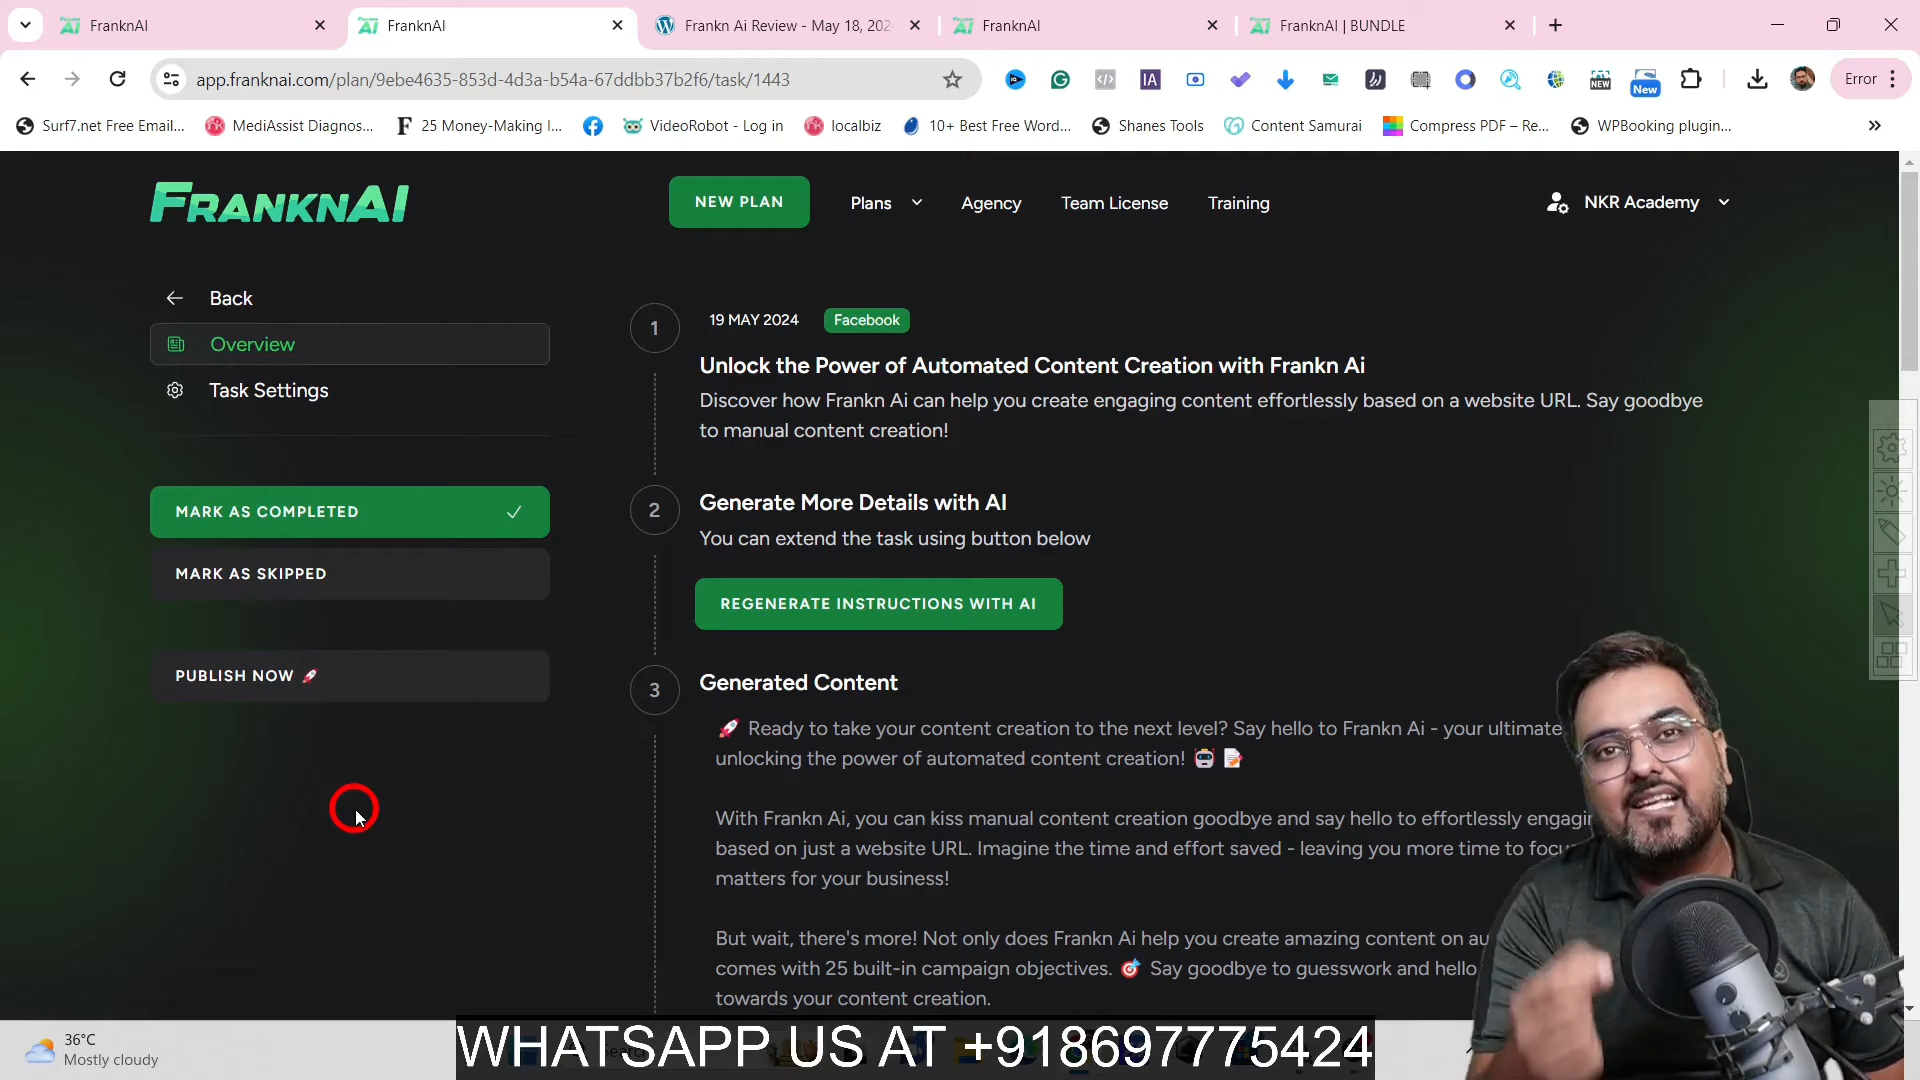 FranknAI
FranknAI
Frankn Ai Review - May 18, 202
FranknAI
FranknAI | BUNDLE
app.franknai.com/plan/9ebe4635-853d-4d3a-b54a-67ddbb37b2f6/task/1443
IA
NEW
New
Error
Surf7.net Free Email...
MediAssist Diagnos...
25 Money-Making I...
VideoRobot - Log in
localbiz
10+ Best Free Word...
Shanes Tools
Content Samurai
Compress PDF – Re...
WPBooking plugin...
FRANKNAI
NEW PLAN
Plans
Agency
Team License
Training
NKR Academy
Back
Overview
Task Settings
MARK AS COMPLETED
MARK AS SKIPPED
PUBLISH NOW 🚀
1
19 MAY 2024
Facebook
Unlock the Power of Automated Content Creation with Frankn Ai
Discover how Frankn Ai can help you create engaging content effortlessly based on a website URL. Say goodbye
to manual content creation!
2
Generate More Details with AI
You can extend the task using button below
REGENERATE INSTRUCTIONS WITH AI
3
Generated Content
🚀 Ready to take your content creation to the next level? Say hello to Frankn Ai - your ultimate
unlocking the power of automated content creation! 🤖 📝
With Frankn Ai, you can kiss manual content creation goodbye and say hello to effortlessly
based on just a website URL. Imagine the time and effort saved - leaving you more time to
matters for your business!
But wait, there's more! Not only does Frankn Ai help you create amazing content on
comes with 25 built-in campaign objectives. 🎯 Say goodbye to guesswork and hello
towards your content creation.
36°C
Mostly cloudy
WHATSAPP US AT +918697775424